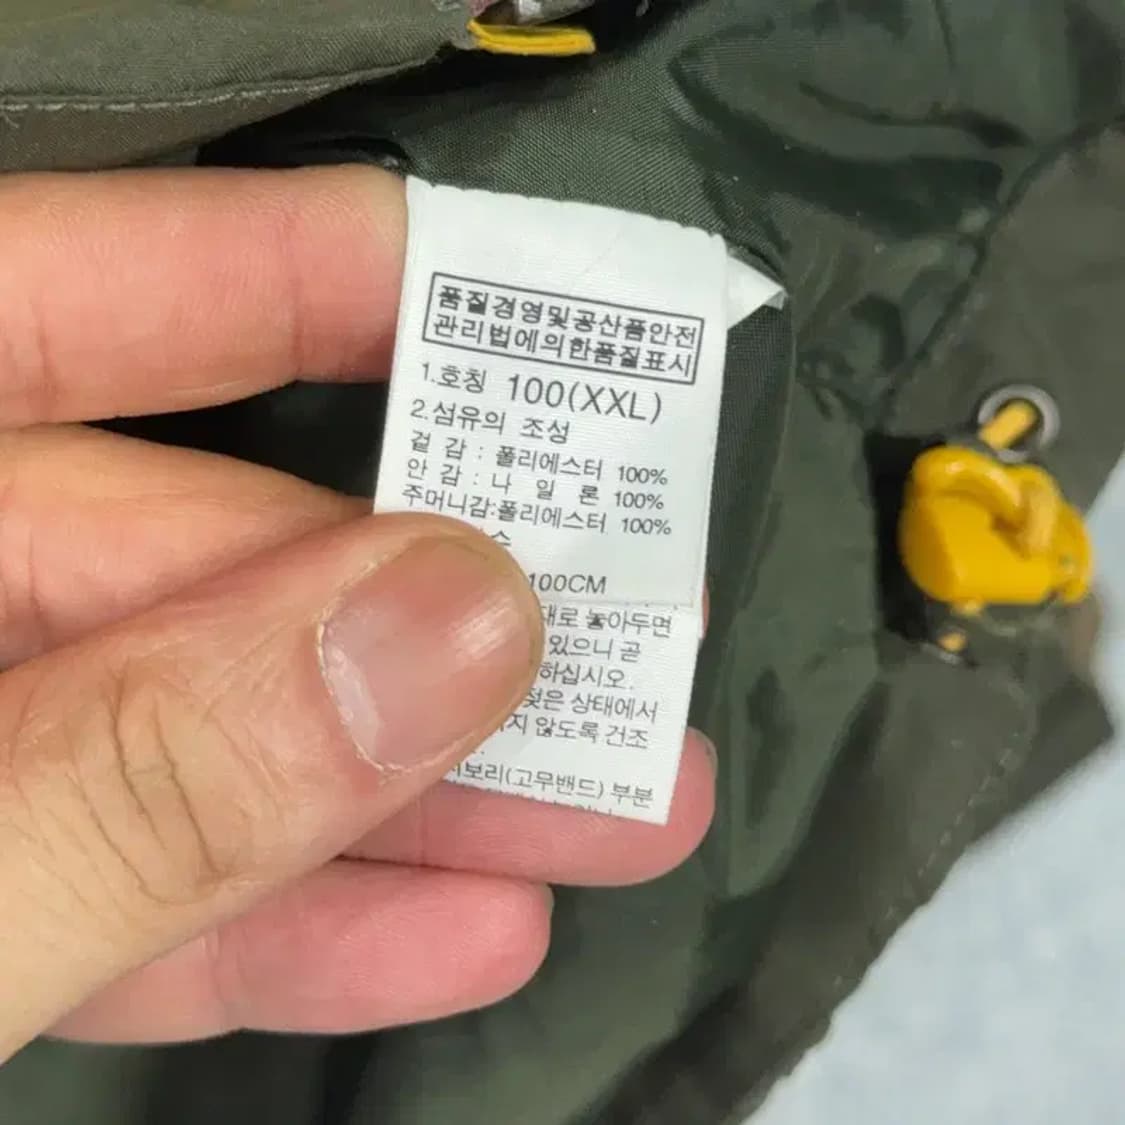 품질경영및공산품안전
관리법에의한품질표시
1.호칭 100(XXL)
2.섬유의 조성
겉 감 : 폴리에스터 100%
안 감 : 나 일 론 100%
주머니감:폴리에스터 100%
100CM
놓아두면
있으니 곧
하십시오.
젖은 상태에서
않도록 건조
(고무밴드) 부분